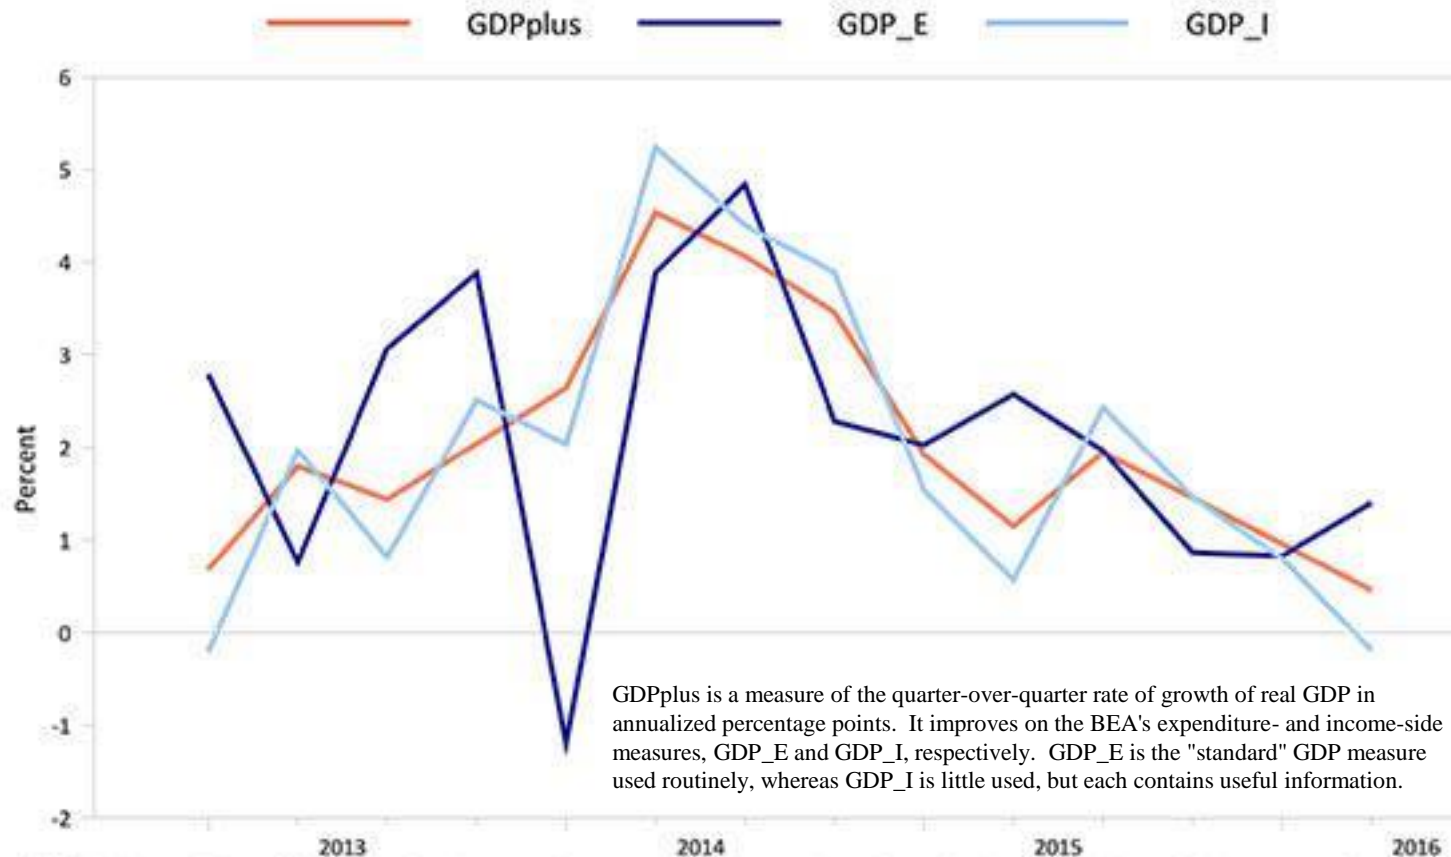 GDPplus GDP_E GDP_I
6
5
4
3
2
1
0
-1
-2
Percent
GDPplus is a measure of the quarter-over-quarter rate of growth of real GDP in
annualized percentage points. It improves on the BEA's expenditure- and income-side
measures, GDP_E and GDP_I, respectively. GDP_E is the "standard" GDP measure
used routinely, whereas GDP_I is little used, but each contains useful information.
2013 2014 2015 2016